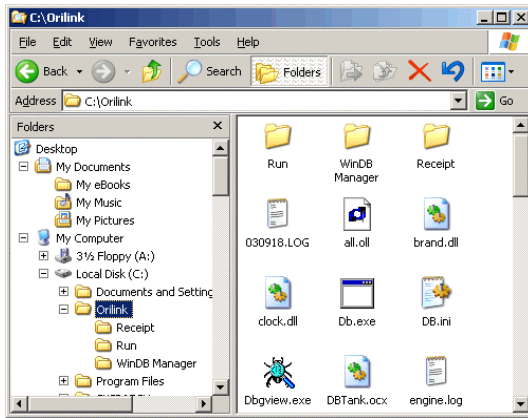 C:\Orilink
File Edit View Favorites Tools Help
Back Search Folders
Address C:\Orilink Go
Folders
Desktop
My Documents
My eBooks
My Music
My Pictures
My Computer
3½ Floppy (A:)
Local Disk (C:)
Documents and Setting
Orilink
Receipt
Run
WinDB Manager
Program Files
Run WinDB Receipt
Manager
030918.LOG all.oll brand.dll
clock.dll Db.exe DB.ini
Dbgview.exe DBTank.ocx engine.log